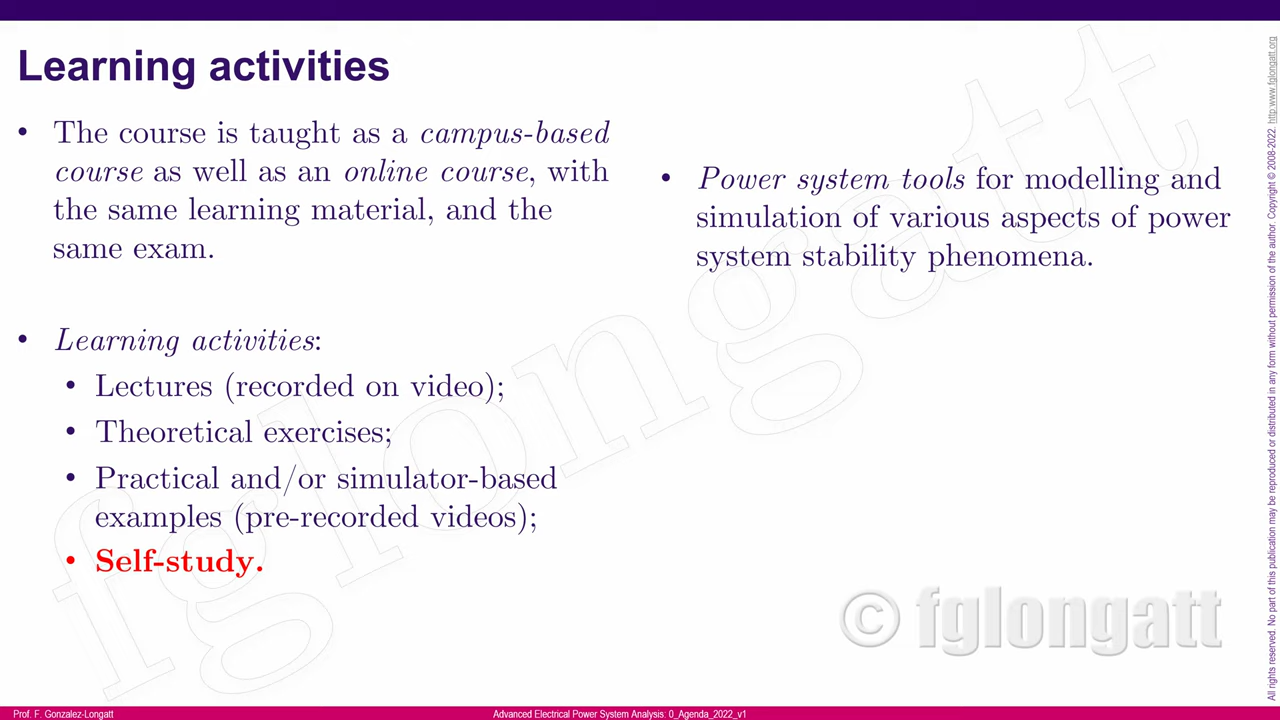 Learning activities
• The course is taught as a campus-based
course as well as an online course, with
the same learning material, and the
same exam.
• Learning activities:
• Lectures (recorded on video);
• Theoretical exercises;
• Practical and/or simulator-based
examples (pre-recorded videos);
• Self-study.
• Power system tools for modelling and
simulation of various aspects of power
system stability phenomena.
fglongatt
© fglongatt
All rights reserved. No part of this publication may be reproduced or distributed in any form without permission of the author. Copyright © 2008-2022. http:www.fglongatt.org
Prof. F. Gonzalez-Longatt
Advanced Electrical Power System Analysis: 0_Agenda_2022_v1